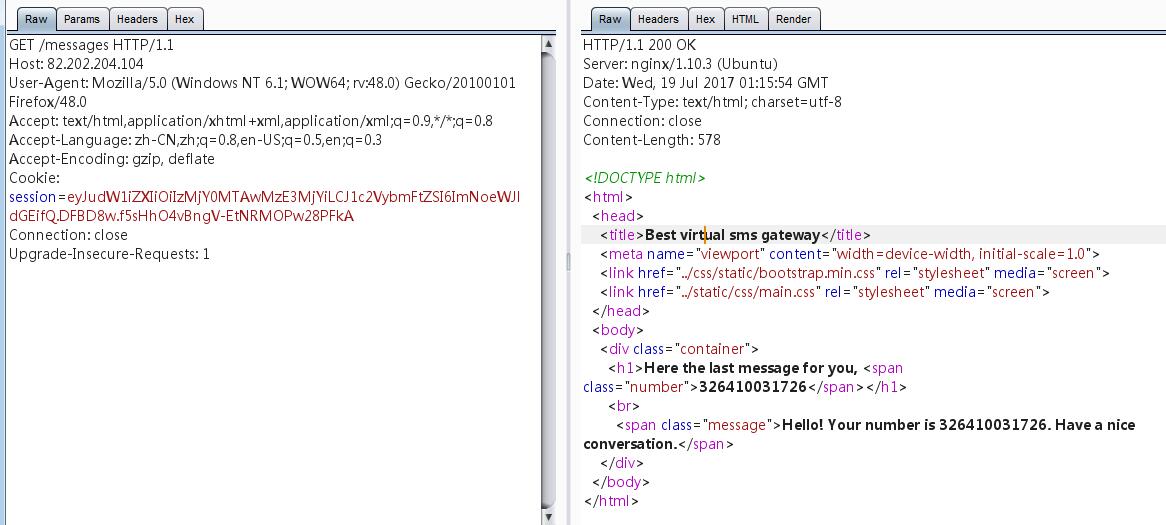 Raw Params Headers Hex
GET /messages HTTP/1.1
Host: 82.202.204.104
User-Agent: Mozilla/5.0 (Windows NT 6.1; WOW64; rv:48.0) Gecko/20100101
Firefox/48.0
Accept: text/html,application/xhtml+xml,application/xml;q=0.9,*/*;q=0.8
Accept-Language: zh-CN,zh;q=0.8,en-US;q=0.5,en;q=0.3
Accept-Encoding: gzip, deflate
Cookie:
session=eyJudW1iZXIiOiIzMjY0MTAwMzE3MjYiLCJ1c2VybmFtZSI6ImNoeWJl
dGEifQ.DFBD8w.f5sHhO4vBngV-EtNRMOPw28PFkA
Connection: close
Upgrade-Insecure-Requests: 1
Raw Headers Hex HTML Render
HTTP/1.1 200 OK
Server: nginx/1.10.3 (Ubuntu)
Date: Wed, 19 Jul 2017 01:15:54 GMT
Content-Type: text/html; charset=utf-8
Connection: close
Content-Length: 578
<!DOCTYPE html>
<html>
<head>
<title>Best virtual sms gateway</title>
<meta name="viewport" content="width=device-width, initial-scale=1.0">
<link href="../css/static/bootstrap.min.css" rel="stylesheet" media="screen">
<link href="../static/css/main.css" rel="stylesheet" media="screen">
</head>
<body>
<div class="container">
<h1>Here the last message for you, <span
class="number">326410031726</span></h1>
<br>
<span class="message">Hello! Your number is 326410031726. Have a nice
conversation.</span>
</div>
</body>
</html>